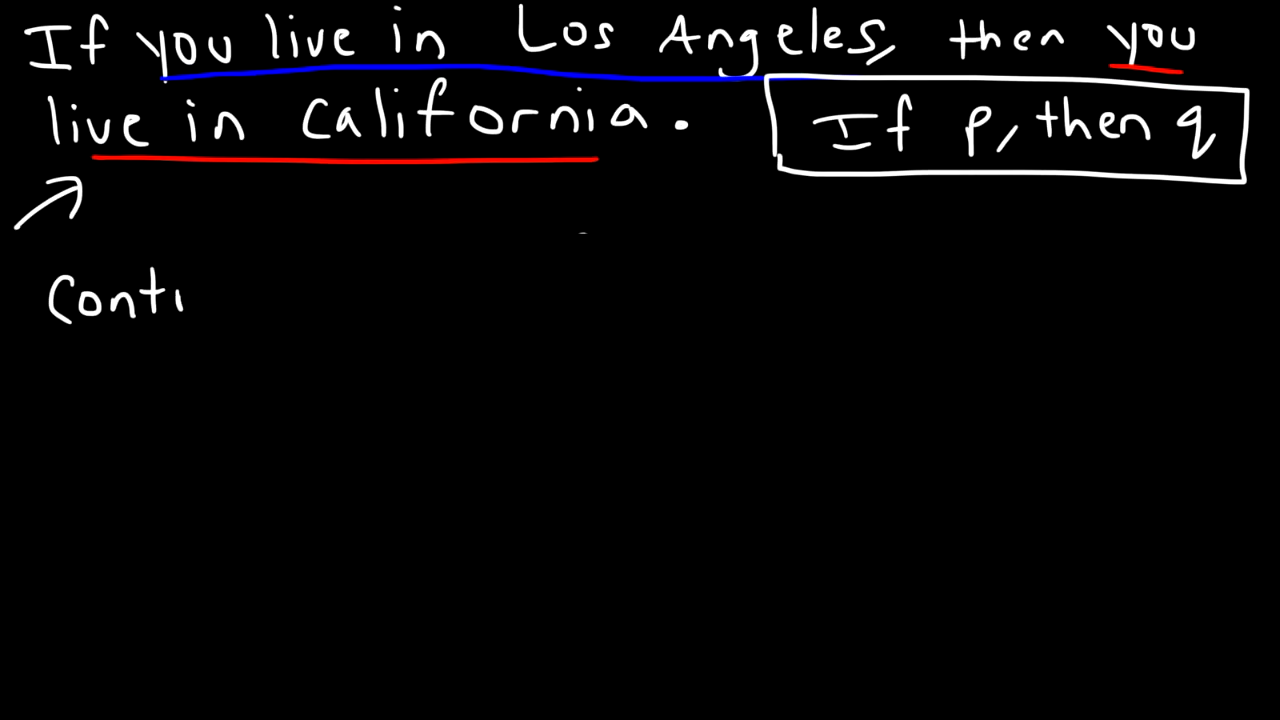 If you live in Los Angeles, then you
live in California.
If p, then q
Conti